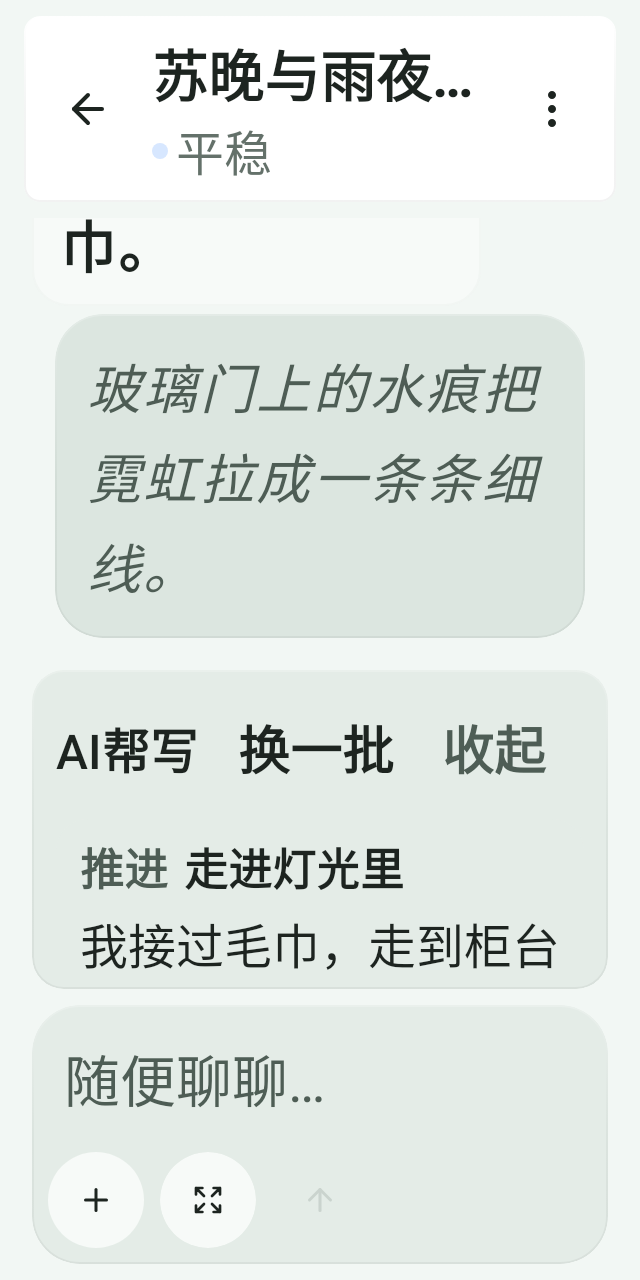 苏晚与雨夜...
平稳
巾。
玻璃门上的水痕把
霓虹拉成一条条细
线。
AI帮写 换一批 收起
推进 走进灯光里
我接过毛巾，走到柜台
随便聊聊...